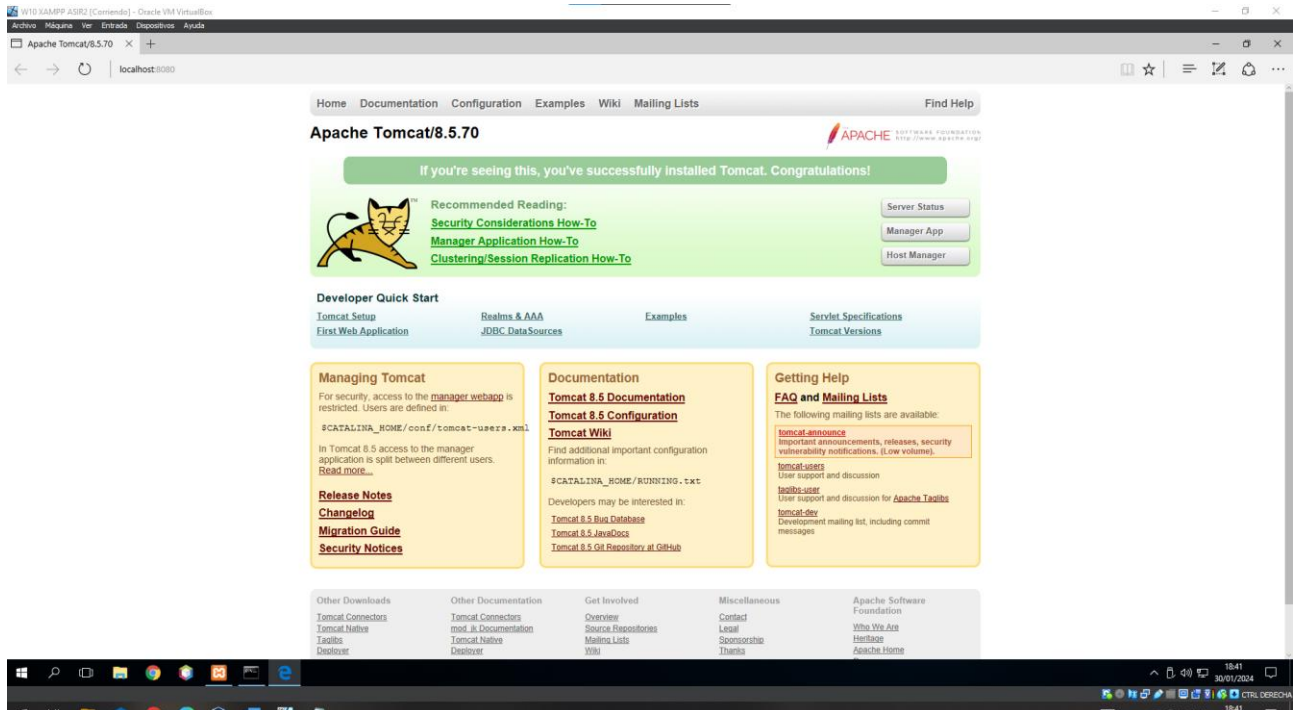 W10 XAMPP ASIR2 [Corriendo] - Oracle VM VirtualBox
Archivo Máquina Ver Entrada Dispositivos Ayuda
Apache Tomcat/8.5.70
localhost:8080
Home Documentation Configuration Examples Wiki Mailing Lists Find Help
Apache Tomcat/8.5.70
APACHE SOFTWARE FOUNDATION
http://www.apache.org/
If you're seeing this, you've successfully installed Tomcat. Congratulations!
TM
Recommended Reading:
Security Considerations How-To
Manager Application How-To
Clustering/Session Replication How-To
Server Status
Manager App
Host Manager
Developer Quick Start
Tomcat Setup
First Web Application
Realms & AAA
JDBC DataSources
Examples
Servlet Specifications
Tomcat Versions
Managing Tomcat
For security, access to the manager webapp is
restricted. Users are defined in:
$CATALINA_HOME/conf/tomcat-users.xml
In Tomcat 8.5 access to the manager
application is split between different users.
Read more...
Release Notes
Changelog
Migration Guide
Security Notices
Documentation
Tomcat 8.5 Documentation
Tomcat 8.5 Configuration
Tomcat Wiki
Find additional important configuration
information in:
$CATALINA_HOME/RUNNING.txt
Developers may be interested in:
Tomcat 8.5 Bug Database
Tomcat 8.5 JavaDocs
Tomcat 8.5 Git Repository at GitHub
Getting Help
FAQ and Mailing Lists
The following mailing lists are available:
tomcat-announce
Important announcements, releases, security
vulnerability notifications. (Low volume).
tomcat-users
User support and discussion
taglibs-user
User support and discussion for Apache Taglibs
tomcat-dev
Development mailing list, including commit
messages
Other Downloads
Tomcat Connectors
Tomcat Native
Taglibs
Deployer
Other Documentation
Tomcat Connectors
mod_jk Documentation
Tomcat Native
Deployer
Get Involved
Overview
Source Repositories
Mailing Lists
Wiki
Miscellaneous
Contact
Legal
Sponsorship
Thanks
Apache Software
Foundation
Who We Are
Heritage
Apache Home
18:41
30/01/2024
CTRL DERECHA
18:41